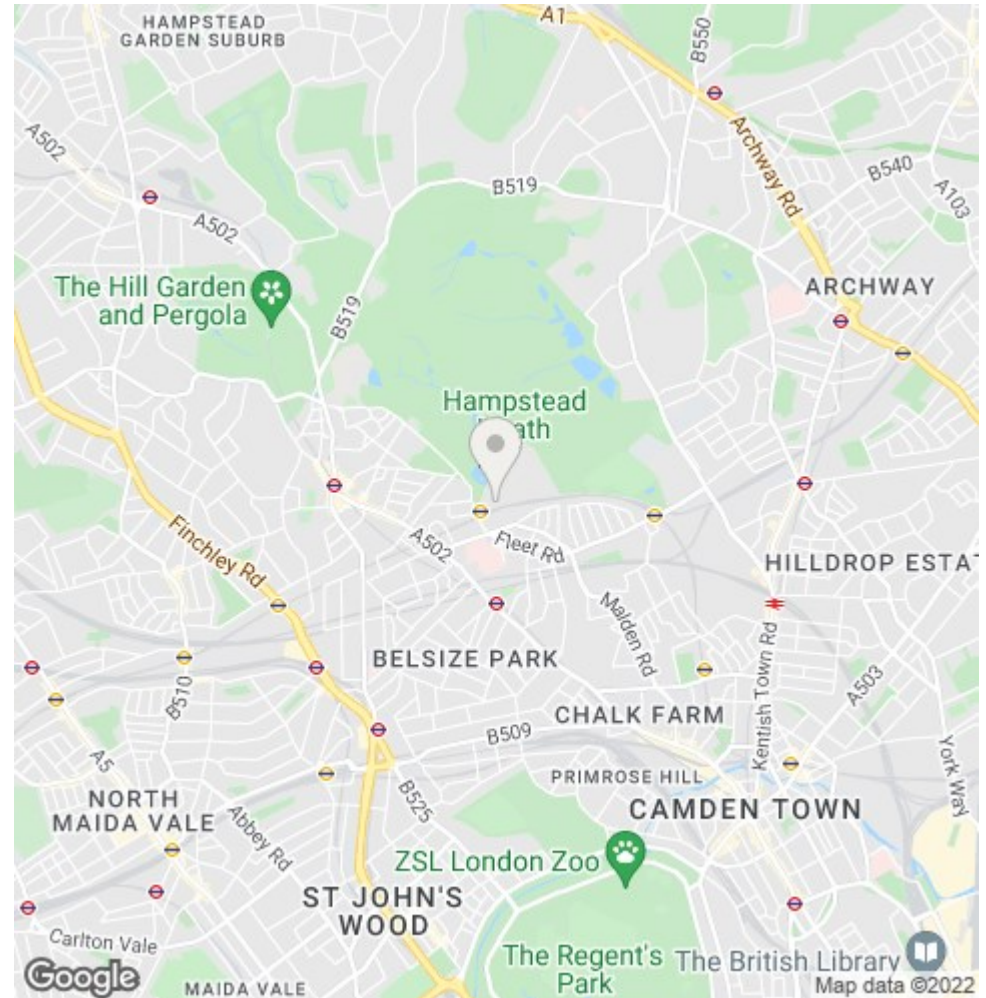 HAMPSTEAD
GARDEN SUBURB
A1
B550
A502
Archway Rd
B540
A103
B519
A502
The Hill Garden
and Pergola
B519
ARCHWAY
Hampstead
Finchley Rd
A502
Fleet Rd
HILLDROP ESTAT
Malden Rd
BELSIZE PARK
B510
Kentish Town Rd
A503
CHALK FARM
B509
A5
PRIMROSE HILL
York Way
NORTH
MAIDA VALE
Abbey Rd
B525
CAMDEN TOWN
ZSL London Zoo
ST JOHN'S
WOOD
Carlton Vale
The Regent's
Park
The British Library
Google
MAIDA VALE
Map data ©2022